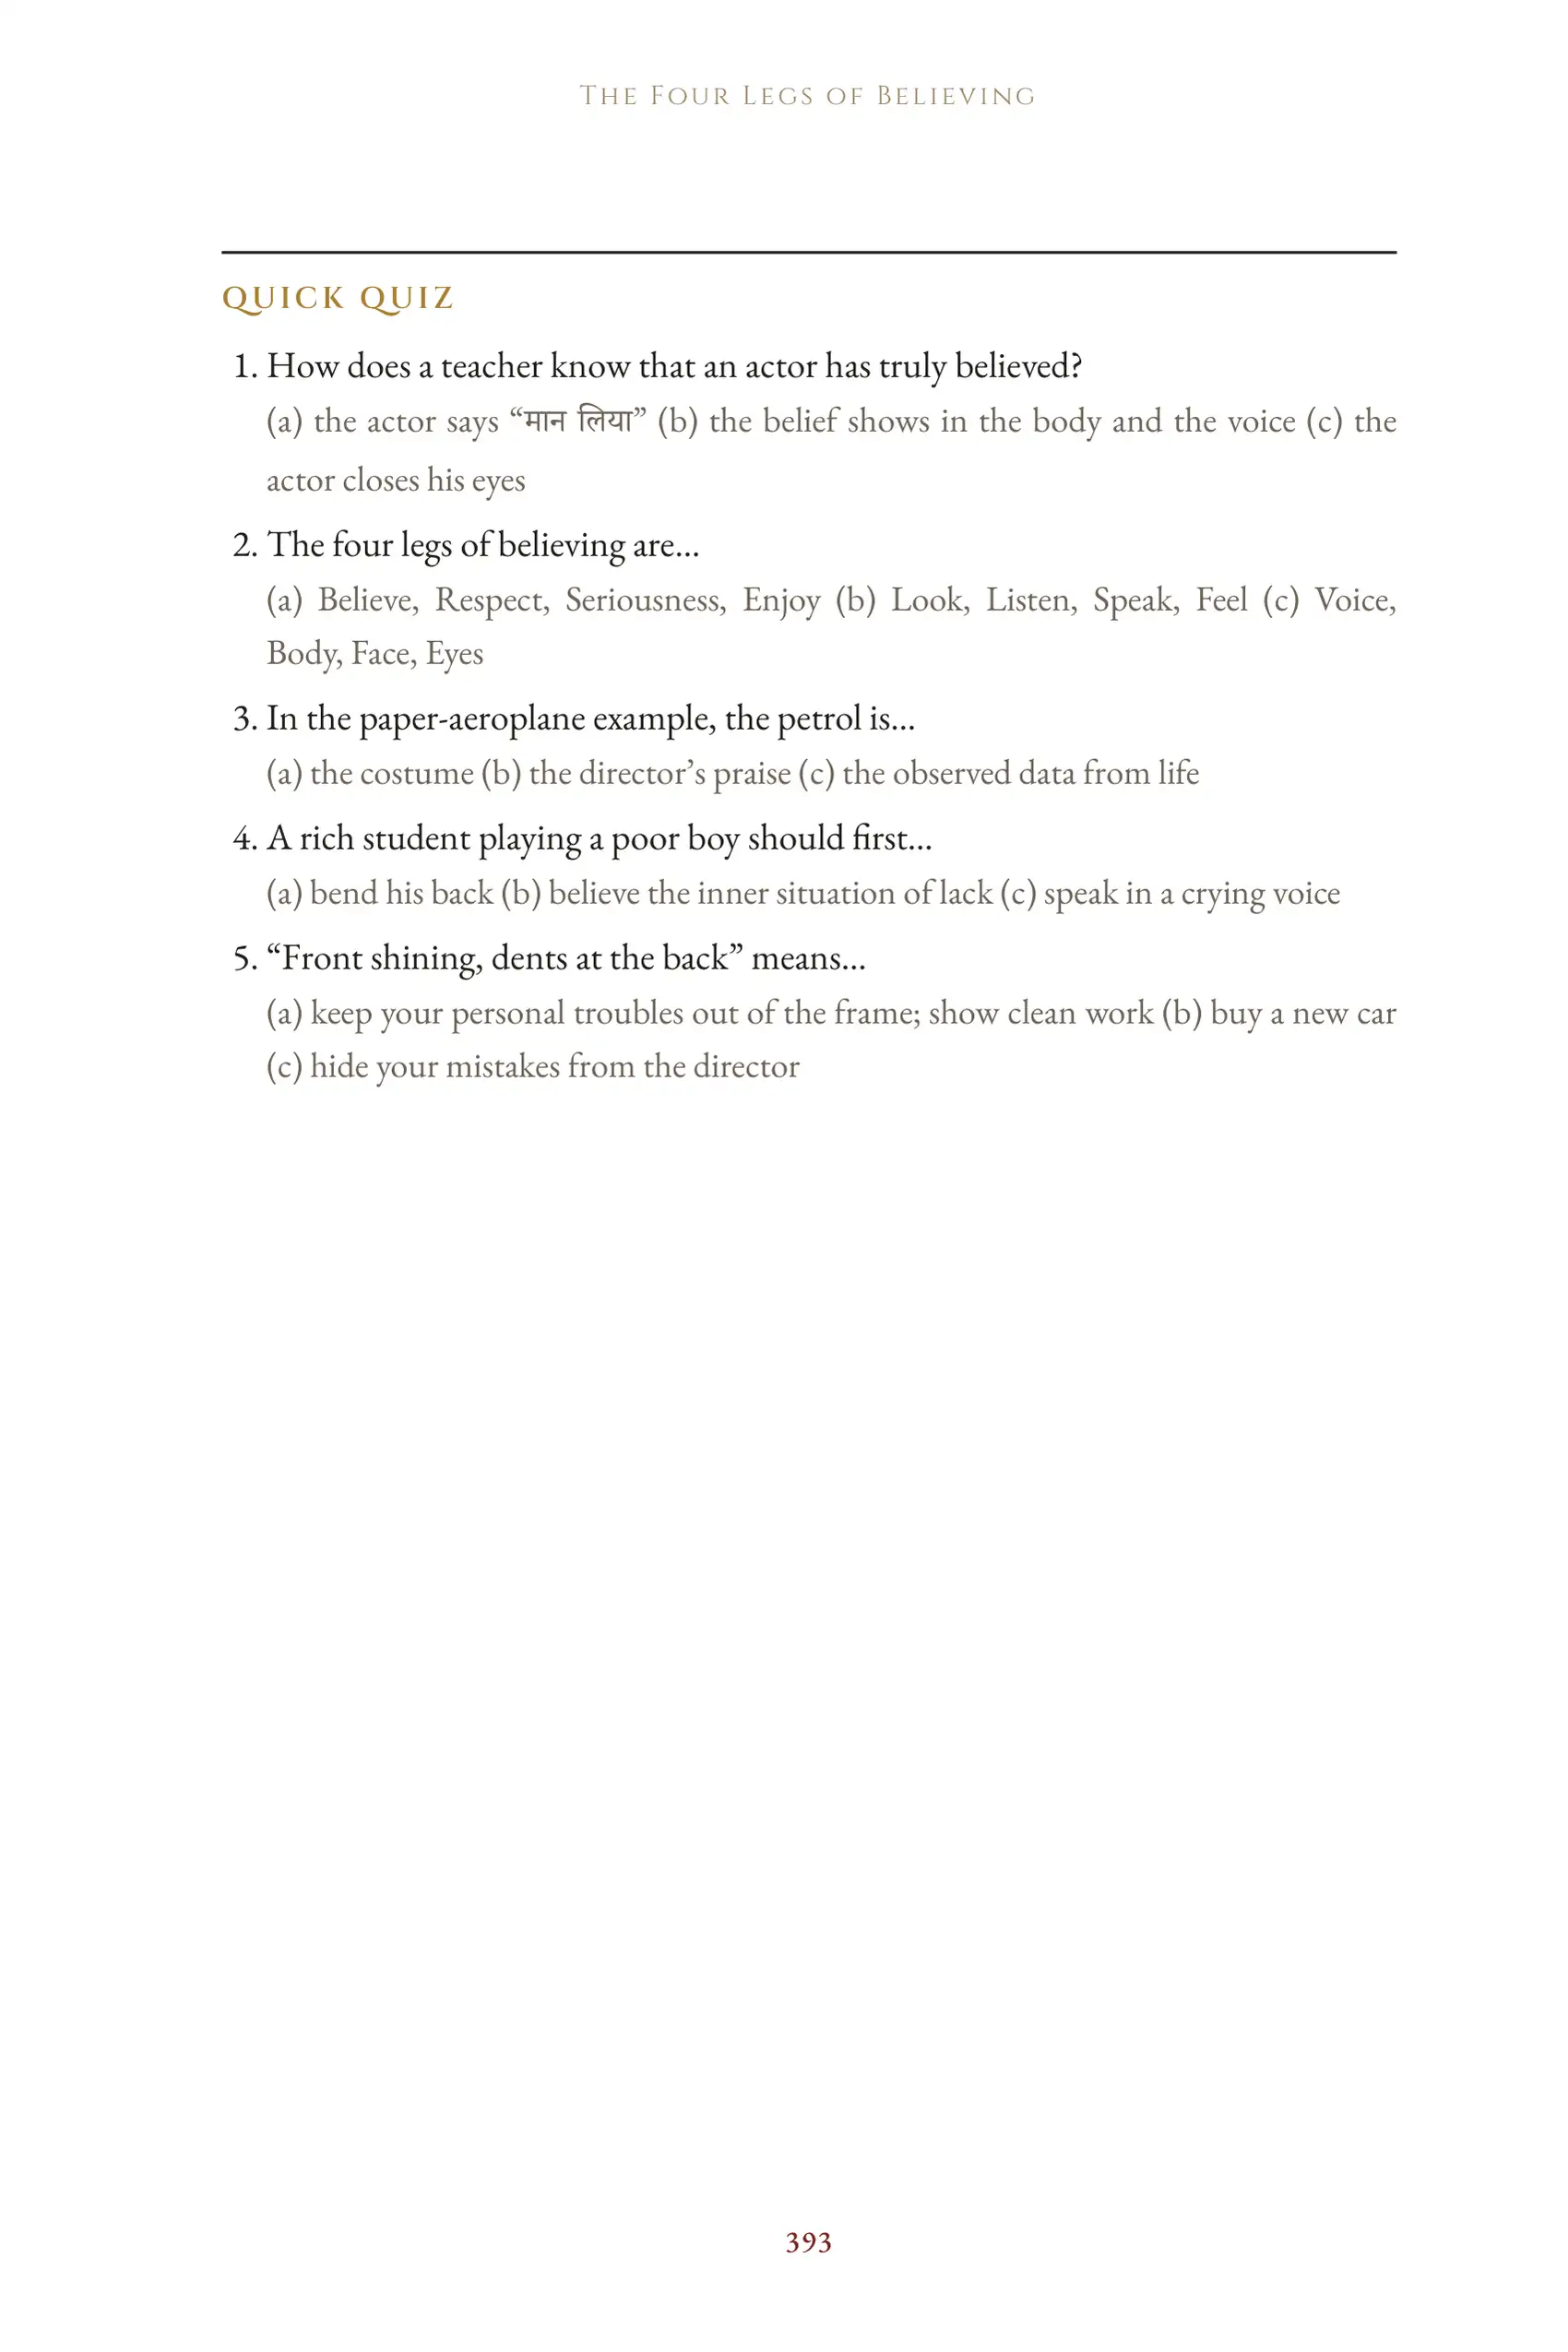 The Four Legs of Believing
QUICK QUIZ
1. How does a teacher know that an actor has truly believed?
(a) the actor says “मान लिया” (b) the belief shows in the body and the voice (c) the
actor closes his eyes
2. The four legs of believing are…
(a) Believe, Respect, Seriousness, Enjoy (b) Look, Listen, Speak, Feel (c) Voice,
Body, Face, Eyes
3. In the paper-aeroplane example, the petrol is…
(a) the costume (b) the director’s praise (c) the observed data from life
4. A rich student playing a poor boy should first…
(a) bend his back (b) believe the inner situation of lack (c) speak in a crying voice
5. “Front shining, dents at the back” means…
(a) keep your personal troubles out of the frame; show clean work (b) buy a new car
(c) hide your mistakes from the director
393